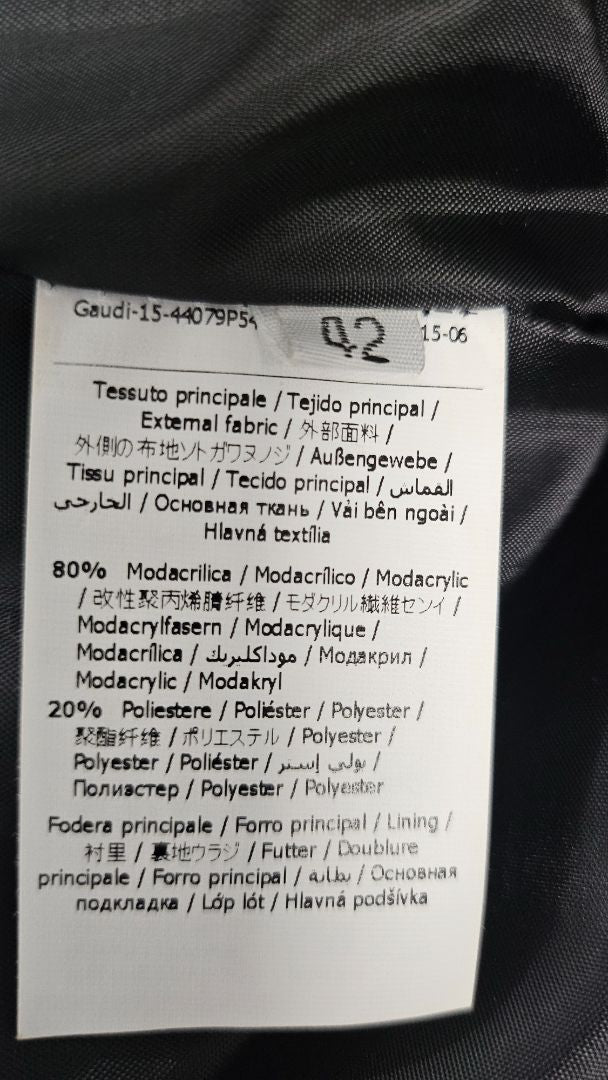 Gaudi-15-44079P54
42
15-06
Tessuto principale / Tejido principal /
External fabric / 外部面料 /
外側の布地ソトガワヌノジ / Außengewebe /
Tissu principal / Tecido principal / القماش
الخارجي / Основная ткань / Vải bên ngoài /
Hlavná textília
80% Modacrilica / Modacrílico / Modacrylic
/ 改性聚丙烯腈纤维 / モダクリル繊維センイ /
Modacrylfasern / Modacrylique /
Modacrílica / موداكليريك / Модакрил /
Modacrylic / Modakryl
20% Poliestere / Poliéster / Polyester /
聚酯纤维 / ポリエステル / Polyester /
Polyester / Poliéster / بولي إستر /
Полиэстер / Polyester / Polyester
Fodera principale / Forro principal / Lining /
衬里 / 裏地ウラジ / Futter / Doublure
principale / Forro principal / بطانة / Основная
подкладка / Lớp lót / Hlavná podšívka